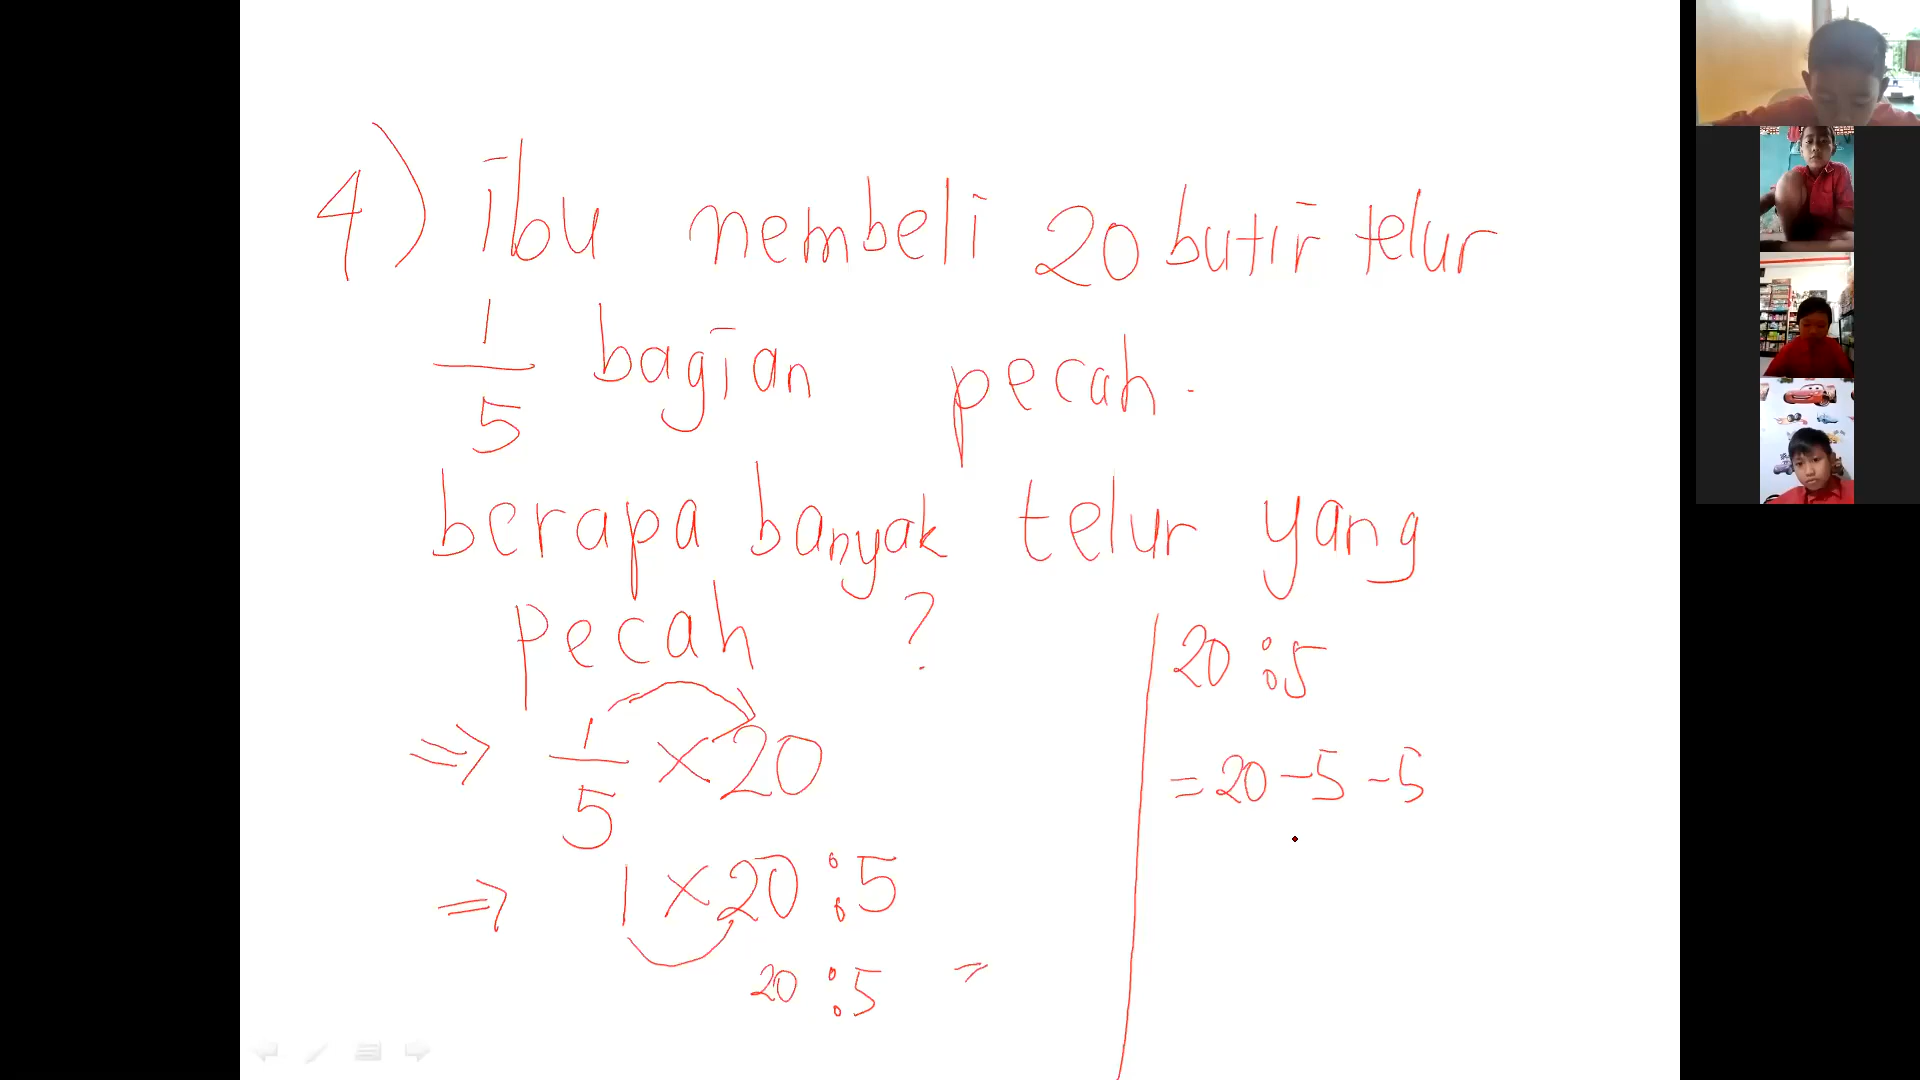 4) ibu membeli 20 butir telur
1/5 bagian pecah.
berapa banyak telur yang
pecah ?
⇒ 1/5 × 20
⇒ 1 × 20 : 5
20 : 5 =
20 : 5
= 20 - 5 - 5